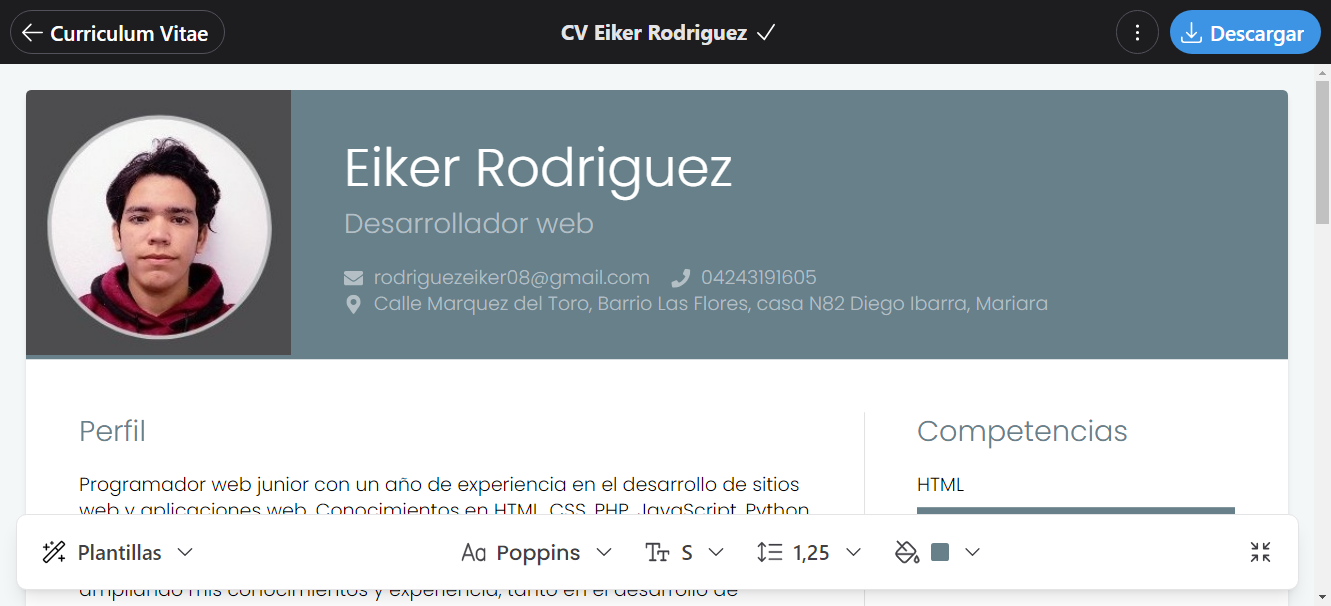 Curriculum Vitae
CV Eiker Rodriguez
Descargar
Eiker Rodriguez
Desarrollador web
rodriguezeiker08@gmail.com 04243191605
Calle Marquez del Toro, Barrio Las Flores, casa N82 Diego Ibarra, Mariara
Perfil
Programador web junior con un año de experiencia en el desarrollo de sitios
web y aplicaciones web. Conocimientos en HTML, CSS, PHP, JavaScript, Python,
ampliando mis conocimientos y experiencia, tanto en el desarrollo de
Competencias
HTML
Plantillas
Aa Poppins
TT S
1,25